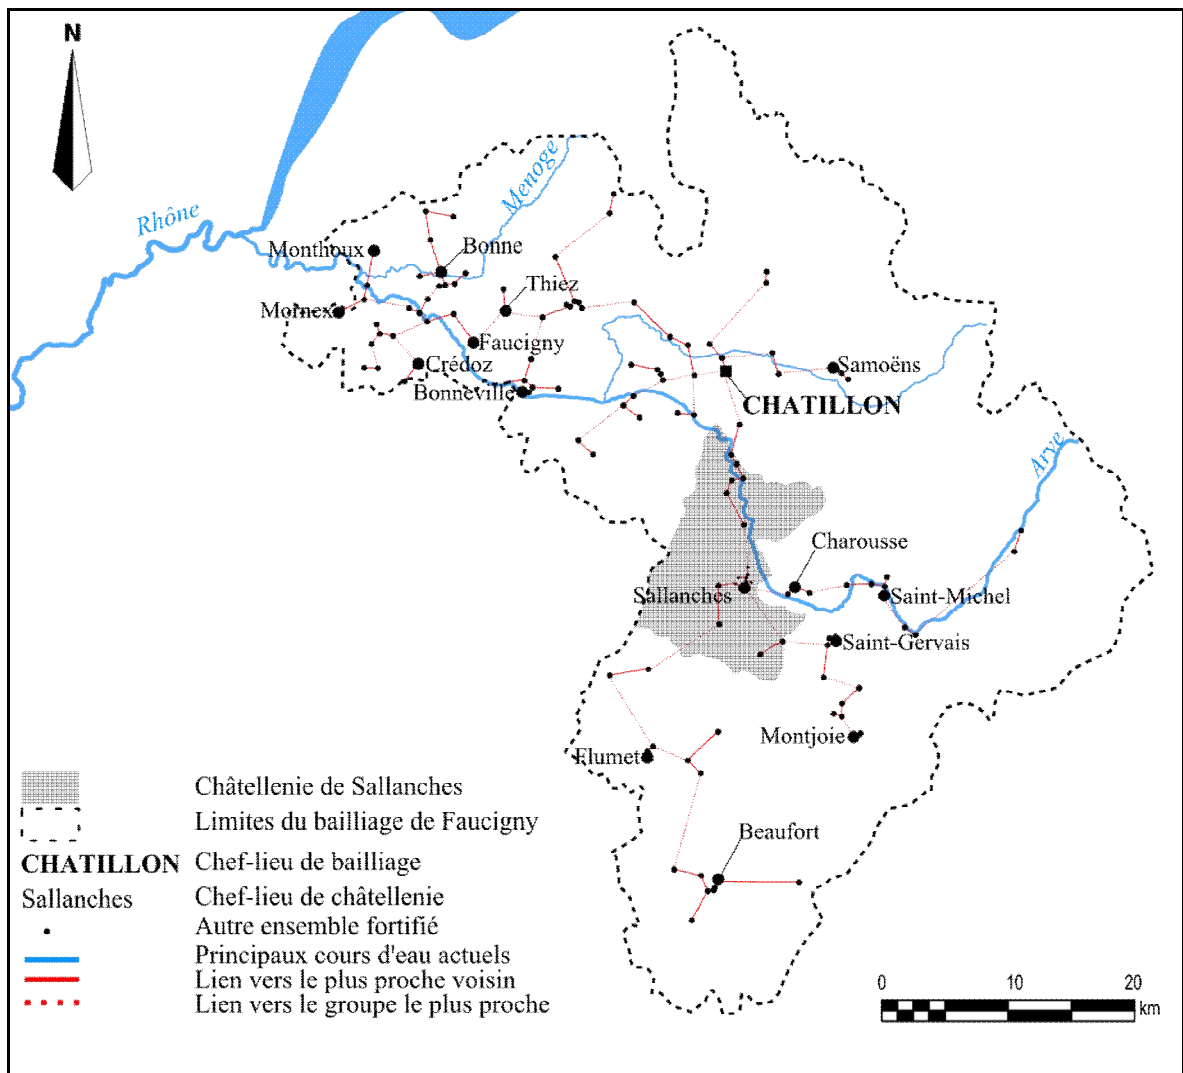 N
Menoge
Rhône
Monthoux
Bonne
Thiez
Mornex
Faucigny
Crédoz
Samoëns
Bonneville
CHATILLON
Arve
Charousse
Sallanches
Saint-Michel
Saint-Gervais
Montjoie
Flumet
Châtellenie de Sallanches
Limites du bailliage de Faucigny
Beaufort
CHATILLON Chef-lieu de bailliage
Sallanches Chef-lieu de châtellenie
Autre ensemble fortifié
Principaux cours d'eau actuels
Lien vers le plus proche voisin
Lien vers le groupe le plus proche
0 10 20
km